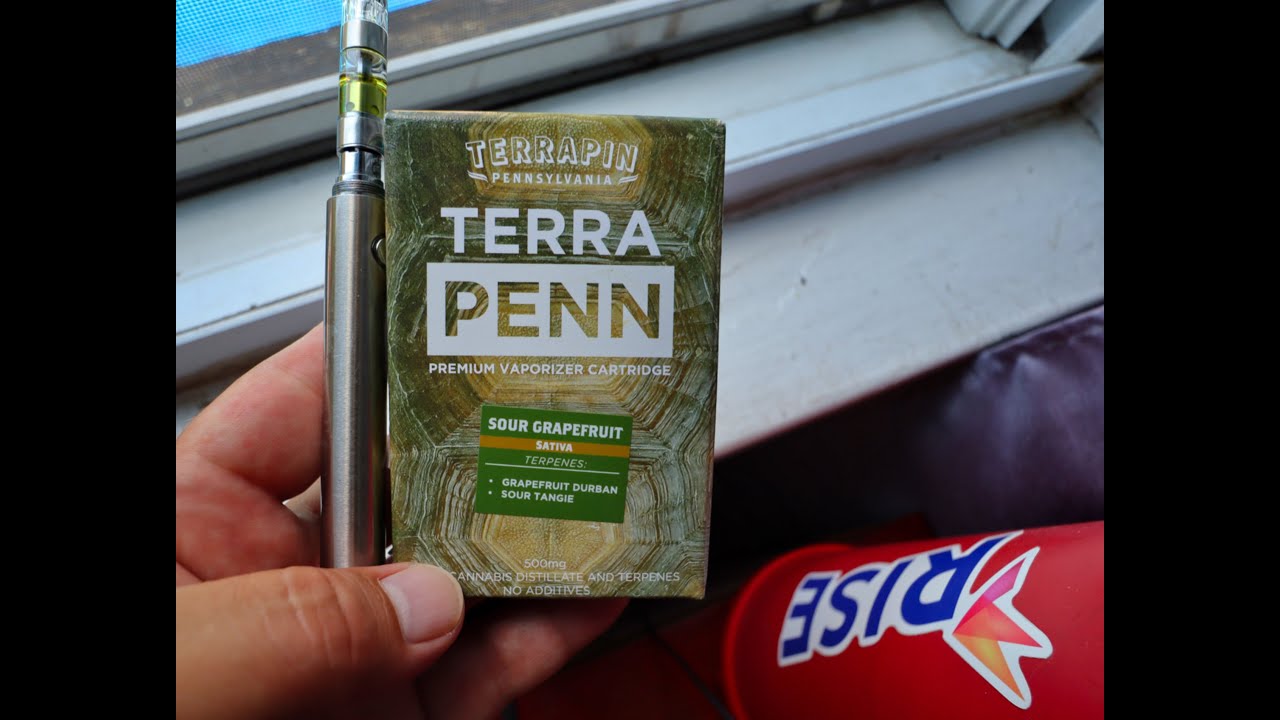 TERRAPIN
PENNSYLVANIA
TERRA
PENN
PREMIUM VAPORIZER CARTRIDGE
SOUR GRAPEFRUIT
SATIVA
TERPENES:
• GRAPEFRUIT DURBAN
• SOUR TANGIE
500mg
CANNABIS DISTILLATE AND TERPENES
NO ADDITIVES
RISE